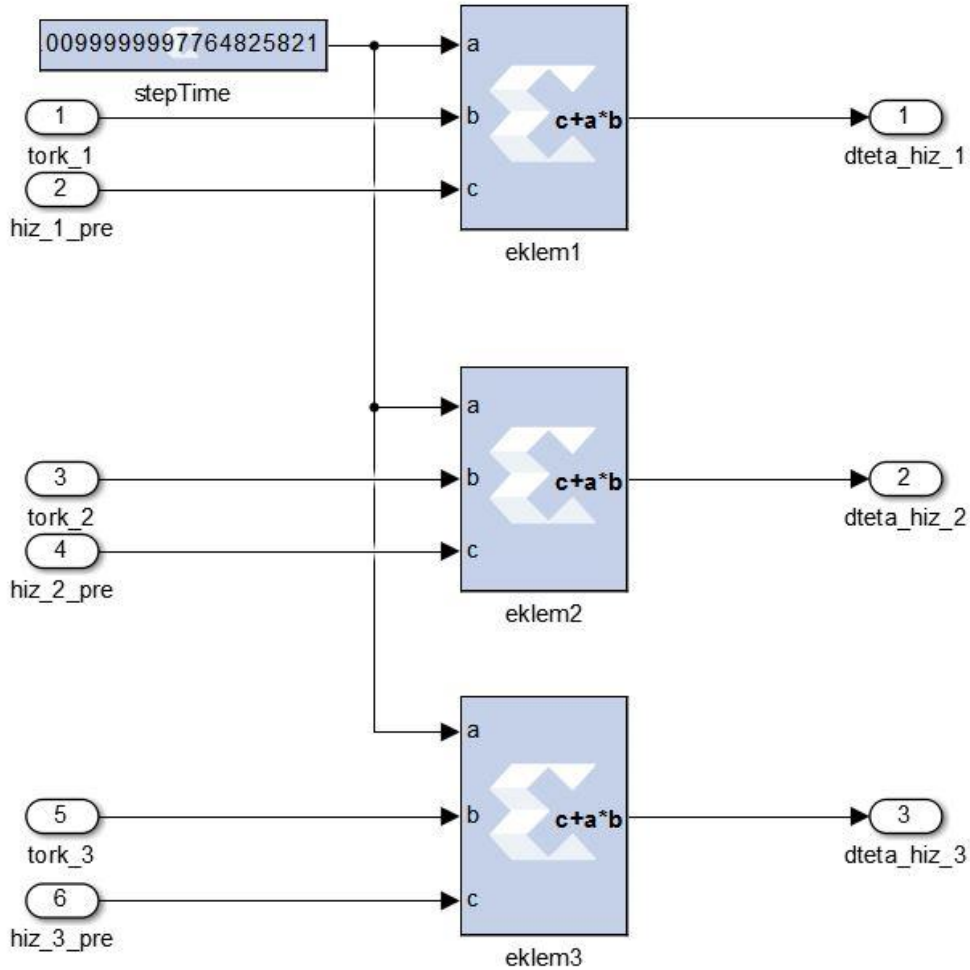 .0099999997764825821
stepTime
a
1
b
c+a*b
1
tork_1
dteta_hiz_1
2
c
hiz_1_pre
eklem1
a
3
b
c+a*b
2
tork_2
dteta_hiz_2
4
c
hiz_2_pre
eklem2
a
5
b
c+a*b
3
tork_3
dteta_hiz_3
6
c
hiz_3_pre
eklem3